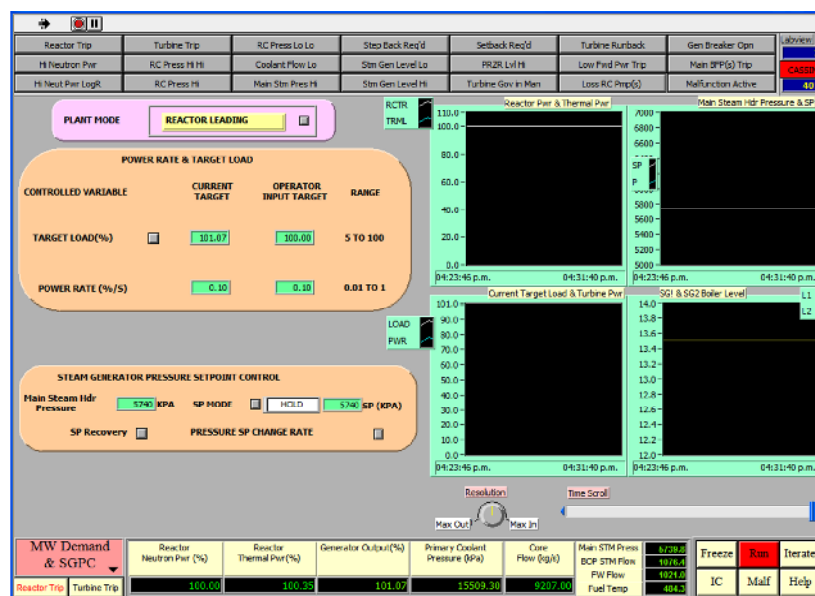 Reactor Trip Turbine Trip RC Press Lo Lo Step Back Req'd Setback Req'd Turbine Runback Gen Breaker Opn Labview
Hi Neutron Pwr RC Press Hi Hi Coolant Flow Lo Stm Gen Level Lo PRZR Lvl Hi Low Fwd Pwr Trip Main BFP(s) Trip
Hi Neut Pwr LogR RC Press Hi Main Stm Pres Hi Stm Gen Level Hi Turbine Gov in Man Loss RC Pmp(s) Malfunction Active 40
PLANT MODE REACTOR LEADING
POWER RATE & TARGET LOAD
CONTROLLED VARIABLE CURRENT TARGET OPERATOR INPUT TARGET RANGE
TARGET LOAD(%) 101.07 100.00 5 TO 100
POWER RATE (%/S) 0.10 0.10 0.01 TO 1
STEAM GENERATOR PRESSURE SETPOINT CONTROL
Main Steam Hdr Pressure 5740 KPA SP MODE HOLD 5740 SP (KPA)
SP Recovery PRESSURE SP CHANGE RATE
RCTR
TRML
Reactor Pwr & Thermal Pwr
110.0
100.0
80.0
60.0
40.0
20.0
0.0
04:23:46 p.m. 04:31:40 p.m.
Main Steam Hdr Pressure & SP
SP
P
7000
6800
6600
5800
5600
5400
5200
5000
04:23:46 p.m. 04:31:40 p.m.
Current Target Load & Turbine Pwr
LOAD
PWR
101.0
90.0
80.0
70.0
60.0
50.0
40.0
30.0
20.0
10.0
0.0
04:23:46 p.m. 04:31:40 p.m.
SG1 & SG2 Boiler Level
L1
L2
14.0
13.8
13.6
13.4
13.2
13.0
12.8
12.6
12.4
12.2
12.0
04:23:46 p.m. 04:31:40 p.m.
Resolution Time Scroll
Max Out Max In
MW Demand
& SGPC
Reactor Trip Turbine Trip
Reactor Neutron Pwr (%) 100.00
Reactor Thermal Pwr(%) 100.35
Generator Output(%) 101.07
Primary Coolant Pressure (kPa) 15509.30
Core Flow (kg/s) 9207.00
Main STM Press 5739.8
BOP STM Flow 1076.4
FW Flow 1021.0
Fuel Temp 404.3
Freeze Run Iterate
IC Malf Help